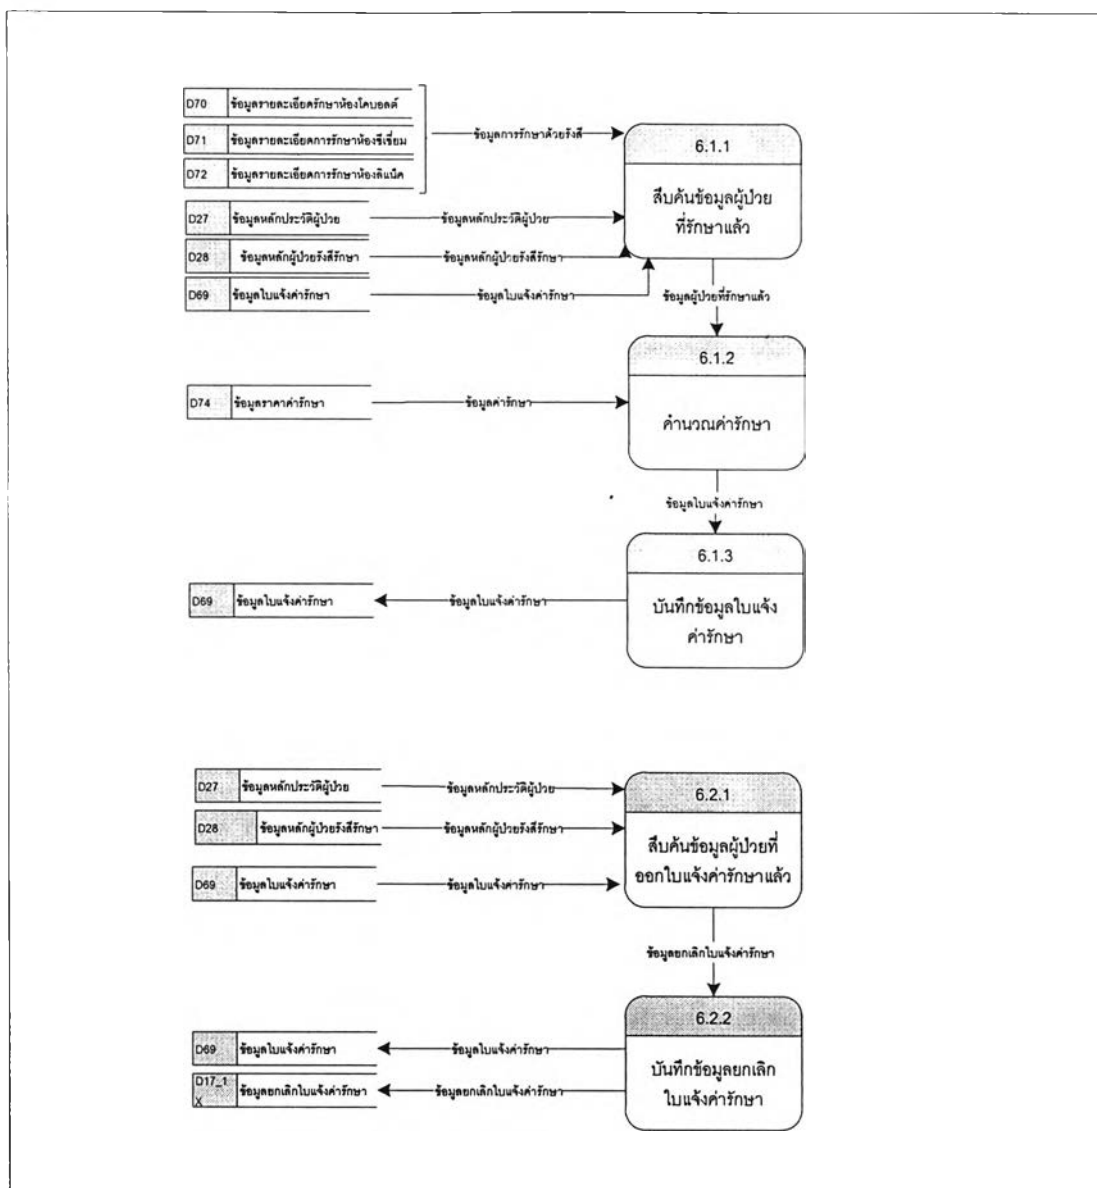 D70 ข้อมูลรายละเอียดรักษาห้องโคบอลต์
D71 ข้อมูลรายละเอียดการรักษาห้องซีเซี่ยม
D72 ข้อมูลรายละเอียดการรักษาห้องลิแน็ค
ข้อมูลการรักษาด้วยรังสี
6.1.1
สืบค้นข้อมูลผู้ป่วย
ที่รักษาแล้ว
D27 ข้อมูลหลักประวัติผู้ป่วย ข้อมูลหลักประวัติผู้ป่วย
D28 ข้อมูลหลักผู้ป่วยรังสีรักษา ข้อมูลหลักผู้ป่วยรังสีรักษา
D69 ข้อมูลใบแจ้งค่ารักษา ข้อมูลใบแจ้งค่ารักษา
ข้อมูลผู้ป่วยที่รักษาแล้ว
6.1.2
คำนวณค่ารักษา
D74 ข้อมูลราคาค่ารักษา ข้อมูลค่ารักษา
ข้อมูลใบแจ้งค่ารักษา
6.1.3
บันทึกข้อมูลใบแจ้ง
ค่ารักษา
D69 ข้อมูลใบแจ้งค่ารักษา ข้อมูลใบแจ้งค่ารักษา
D27 ข้อมูลหลักประวัติผู้ป่วย ข้อมูลหลักประวัติผู้ป่วย
D28 ข้อมูลหลักผู้ป่วยรังสีรักษา ข้อมูลหลักผู้ป่วยรังสีรักษา
D69 ข้อมูลใบแจ้งค่ารักษา ข้อมูลใบแจ้งค่ารักษา
6.2.1
สืบค้นข้อมูลผู้ป่วยที่
ออกใบแจ้งค่ารักษาแล้ว
ข้อมูลยกเลิกใบแจ้งค่ารักษา
6.2.2
บันทึกข้อมูลยกเลิก
ใบแจ้งค่ารักษา
D69 ข้อมูลใบแจ้งค่ารักษา ข้อมูลใบแจ้งค่ารักษา
D17_1
X ข้อมูลยกเลิกใบแจ้งค่ารักษา ข้อมูลยกเลิกใบแจ้งค่ารักษา